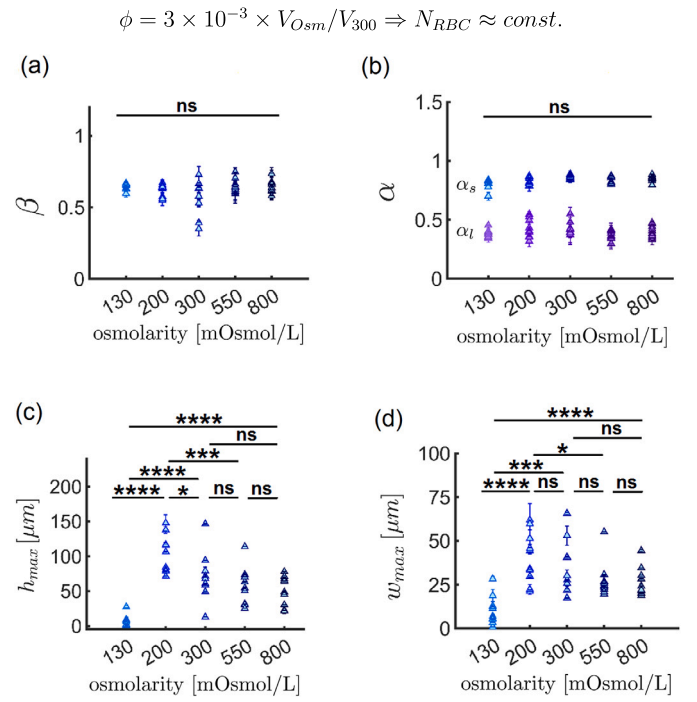 ϕ = 3 × 10⁻³ × V_Osm/V_300 ⇒ N_RBC ≈ const.
(a)
ns
1
0.5
0
β
130 200 300 550 800
osmolarity [mOsmol/L]
(b)
ns
1.5
1
0.5
0
α
α_s
α_l
130 200 300 550 800
osmolarity [mOsmol/L]
(c)
****
ns
***
****
**** * ns ns
200
150
100
50
0
h_max [μm]
130 200 300 550 800
osmolarity [mOsmol/L]
(d)
****
ns
*
***
**** ns ns ns
100
75
50
25
0
w_max [μm]
130 200 300 550 800
osmolarity [mOsmol/L]